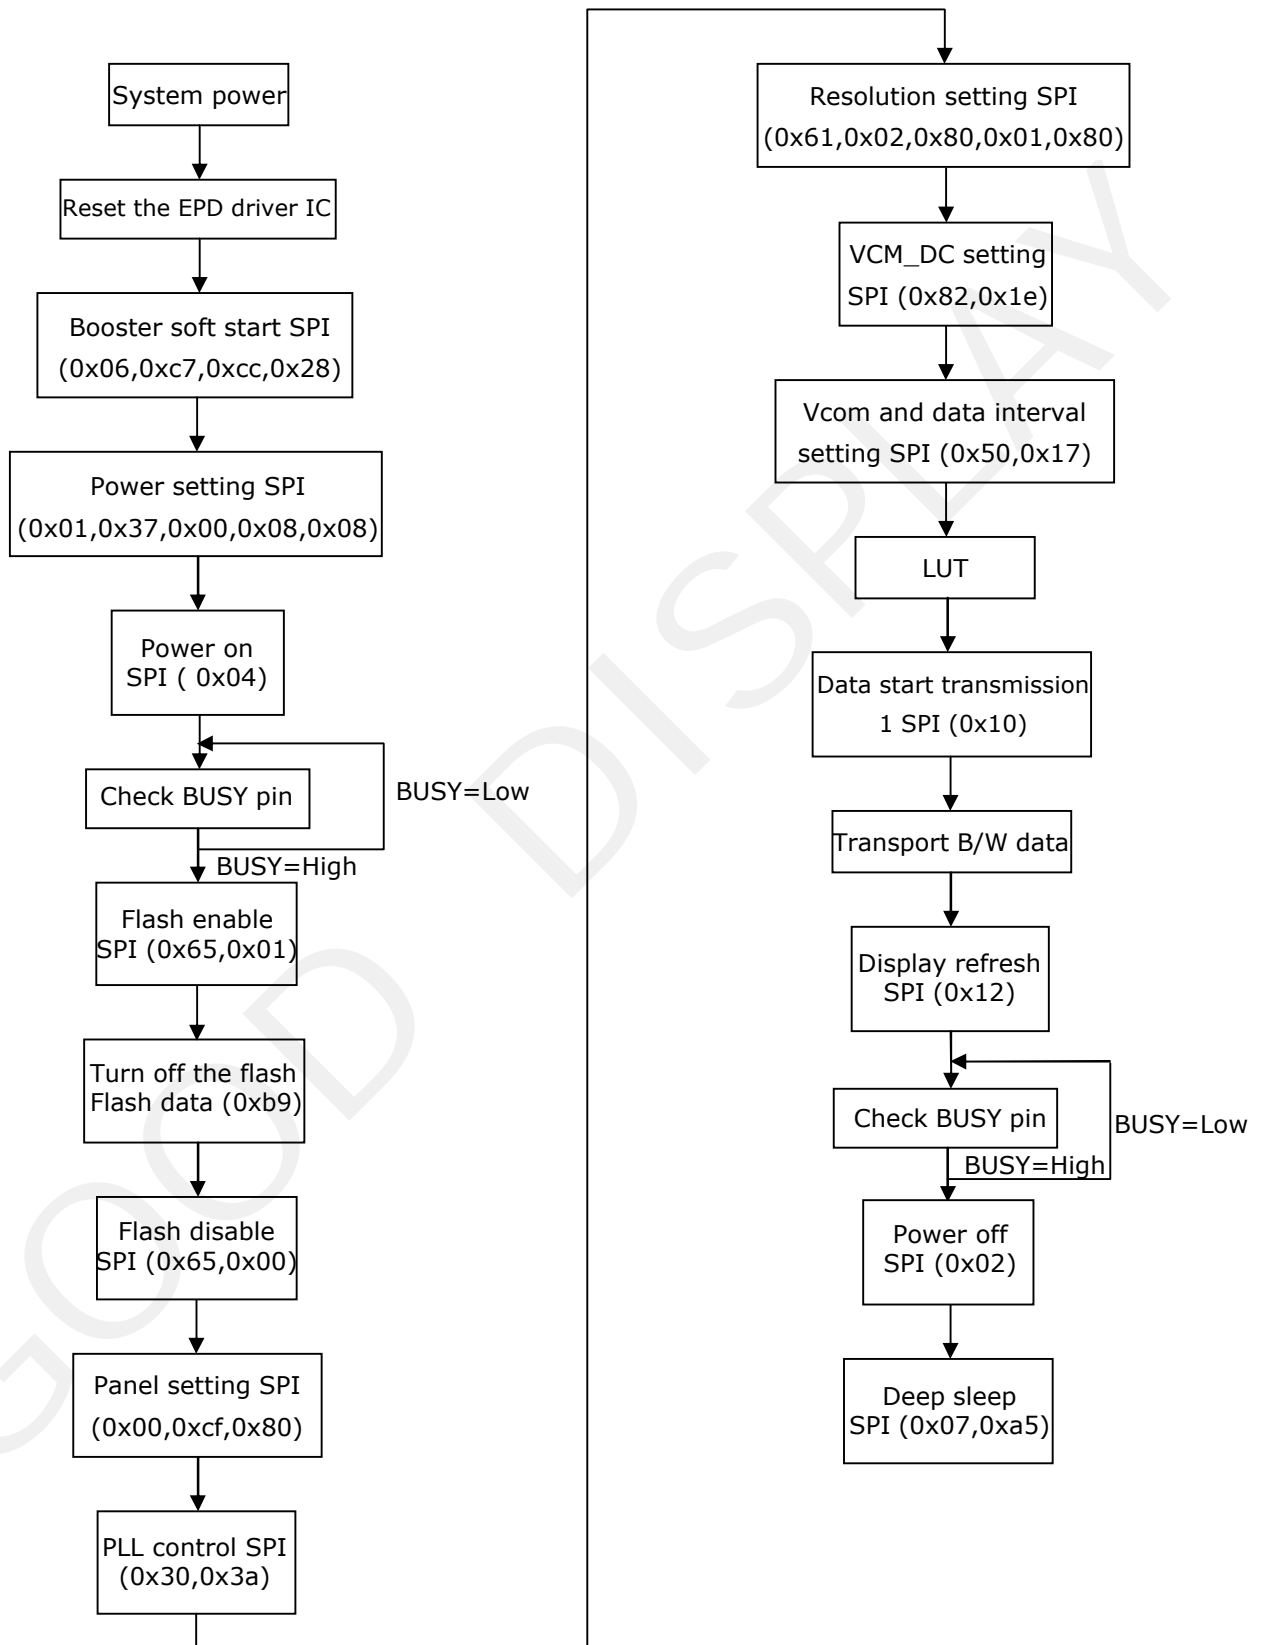 System power
Reset the EPD driver IC
Booster soft start SPI
(0x06,0xc7,0xcc,0x28)
Power setting SPI
(0x01,0x37,0x00,0x08,0x08)
Power on
SPI ( 0x04)
Check BUSY pin
BUSY=Low
BUSY=High
Flash enable
SPI (0x65,0x01)
Turn off the flash
Flash data (0xb9)
Flash disable
SPI (0x65,0x00)
Panel setting SPI
(0x00,0xcf,0x80)
PLL control SPI
(0x30,0x3a)
Resolution setting SPI
(0x61,0x02,0x80,0x01,0x80)
VCM_DC setting
SPI (0x82,0x1e)
Vcom and data interval
setting SPI (0x50,0x17)
LUT
Data start transmission
1 SPI (0x10)
Transport B/W data
Display refresh
SPI (0x12)
Check BUSY pin
BUSY=Low
BUSY=High
Power off
SPI (0x02)
Deep sleep
SPI (0x07,0xa5)
GOOD DISPLAY